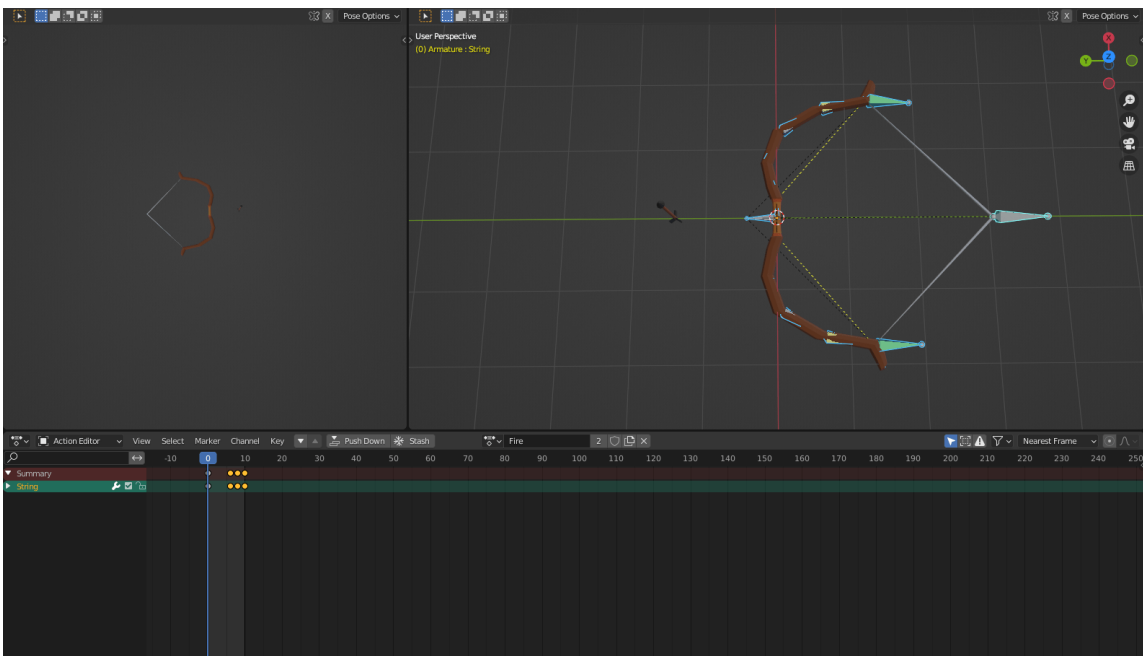 X Pose Options X Pose Options
User Perspective
(0) Armature : String
X
Y
Z
Action Editor View Select Marker Channel Key Push Down Stash Fire 2 Nearest Frame
-10 0 10 20 30 40 50 60 70 80 90 100 110 120 130 140 150 160 170 180 190 200 210 220 230 240 250
Summary
String